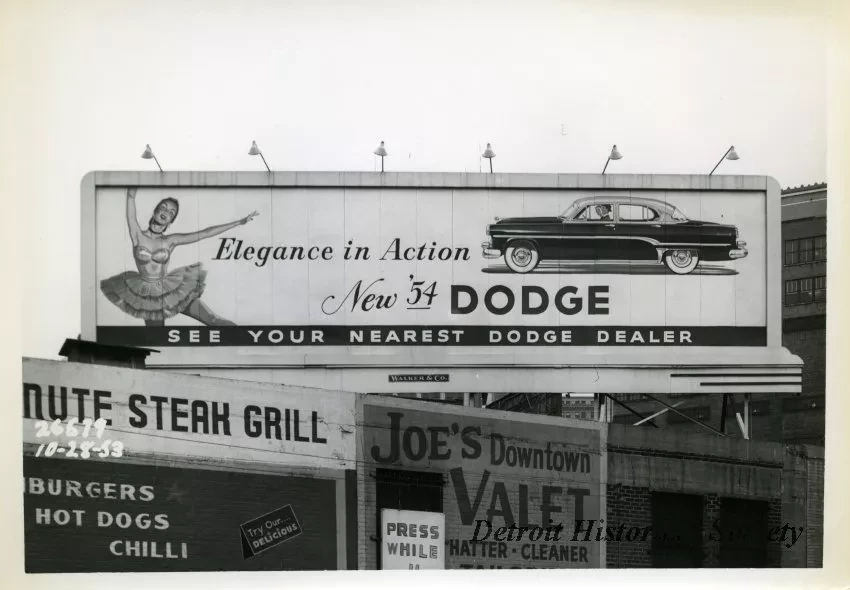 Elegance in Action
New '54 DODGE
SEE YOUR NEAREST DODGE DEALER
WALKER & CO.
NUTE STEAK GRILL
26579
10-28-53
BURGERS
HOT DOGS
CHILLI
Try Our
DELICIOUS
JOE'S Downtown
VALET
HATTER · CLEANER
PRESS
WHILE
Detroit Historical Society